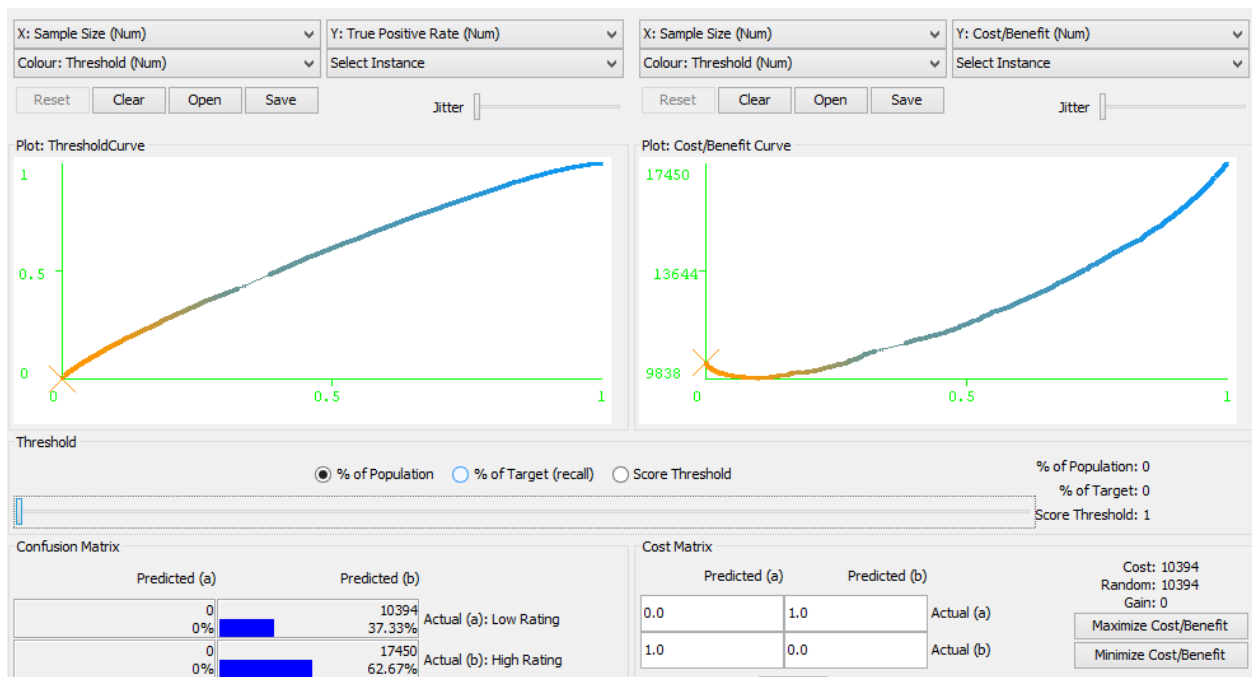 X: Sample Size (Num) Y: True Positive Rate (Num) X: Sample Size (Num) Y: Cost/Benefit (Num)
Colour: Threshold (Num) Select Instance Colour: Threshold (Num) Select Instance
Reset Clear Open Save Jitter Reset Clear Open Save Jitter
Plot: ThresholdCurve
1
0.5
0
0 0.5 1
Plot: Cost/Benefit Curve
17450
13644
9838
0 0.5 1
Threshold
% of Population % of Target (recall) Score Threshold
% of Population: 0
% of Target: 0
Score Threshold: 1
Confusion Matrix
Predicted (a) Predicted (b)
0 10394
0% 37.33%
Actual (a): Low Rating
0 17450
0% 62.67%
Actual (b): High Rating
Cost Matrix
Predicted (a) Predicted (b)
0.0 1.0 Actual (a)
1.0 0.0 Actual (b)
Cost: 10394
Random: 10394
Gain: 0
Maximize Cost/Benefit
Minimize Cost/Benefit